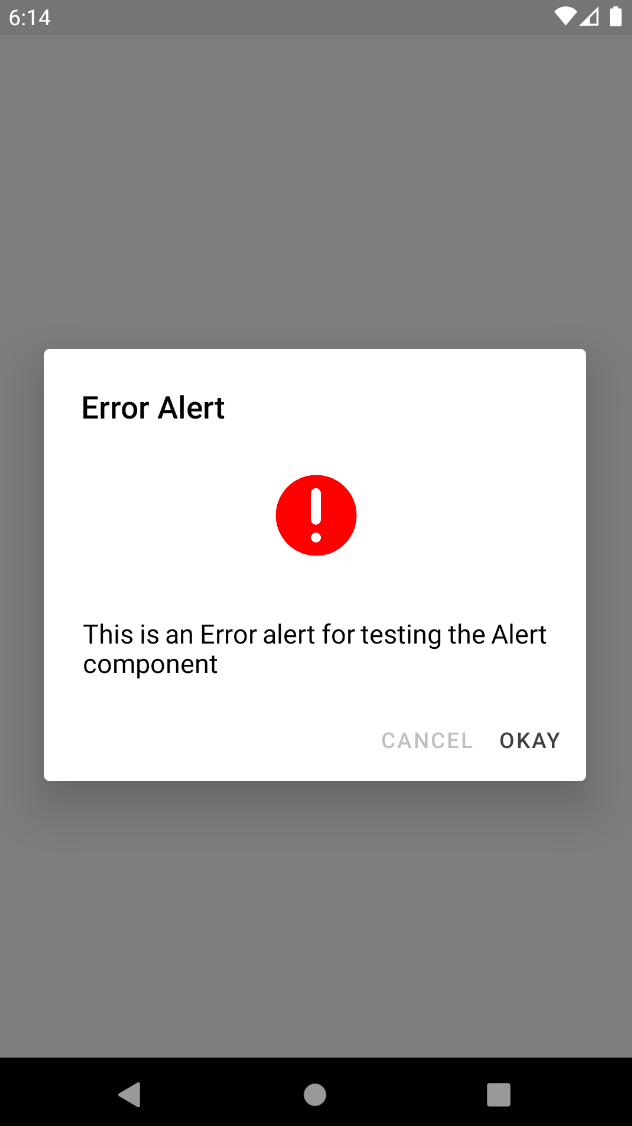 6:14
Error Alert
This is an Error alert for testing the Alert
component
CANCEL OKAY